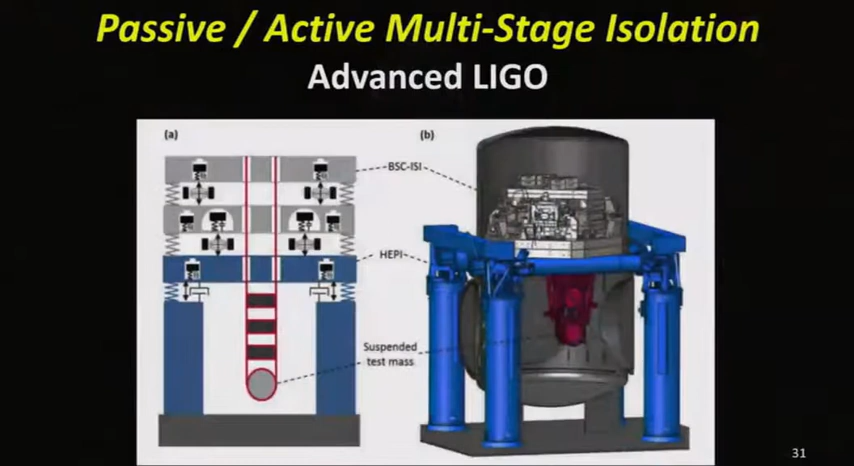 Passive / Active Multi-Stage Isolation
Advanced LIGO
(a)
(b)
BSC-ISI
HEPI
Suspended
test mass
31